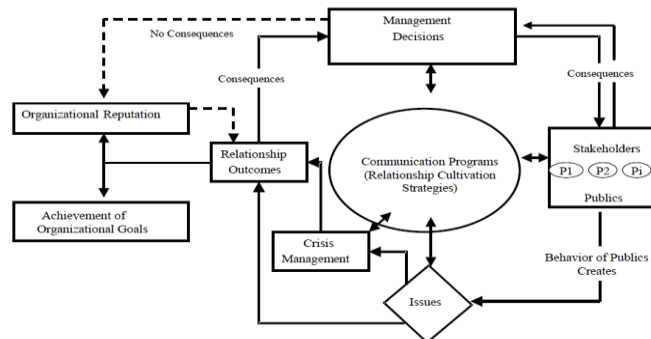 Management
Decisions
No Consequences
Consequences
Consequences
Organizational Reputation
Relationship
Outcomes
Communication Programs
(Relationship Cultivation
Strategies)
Stakeholders
P1 P2 Pi
Publics
Achievement of
Organizational Goals
Crisis
Management
Behavior of Publics
Creates
Issues